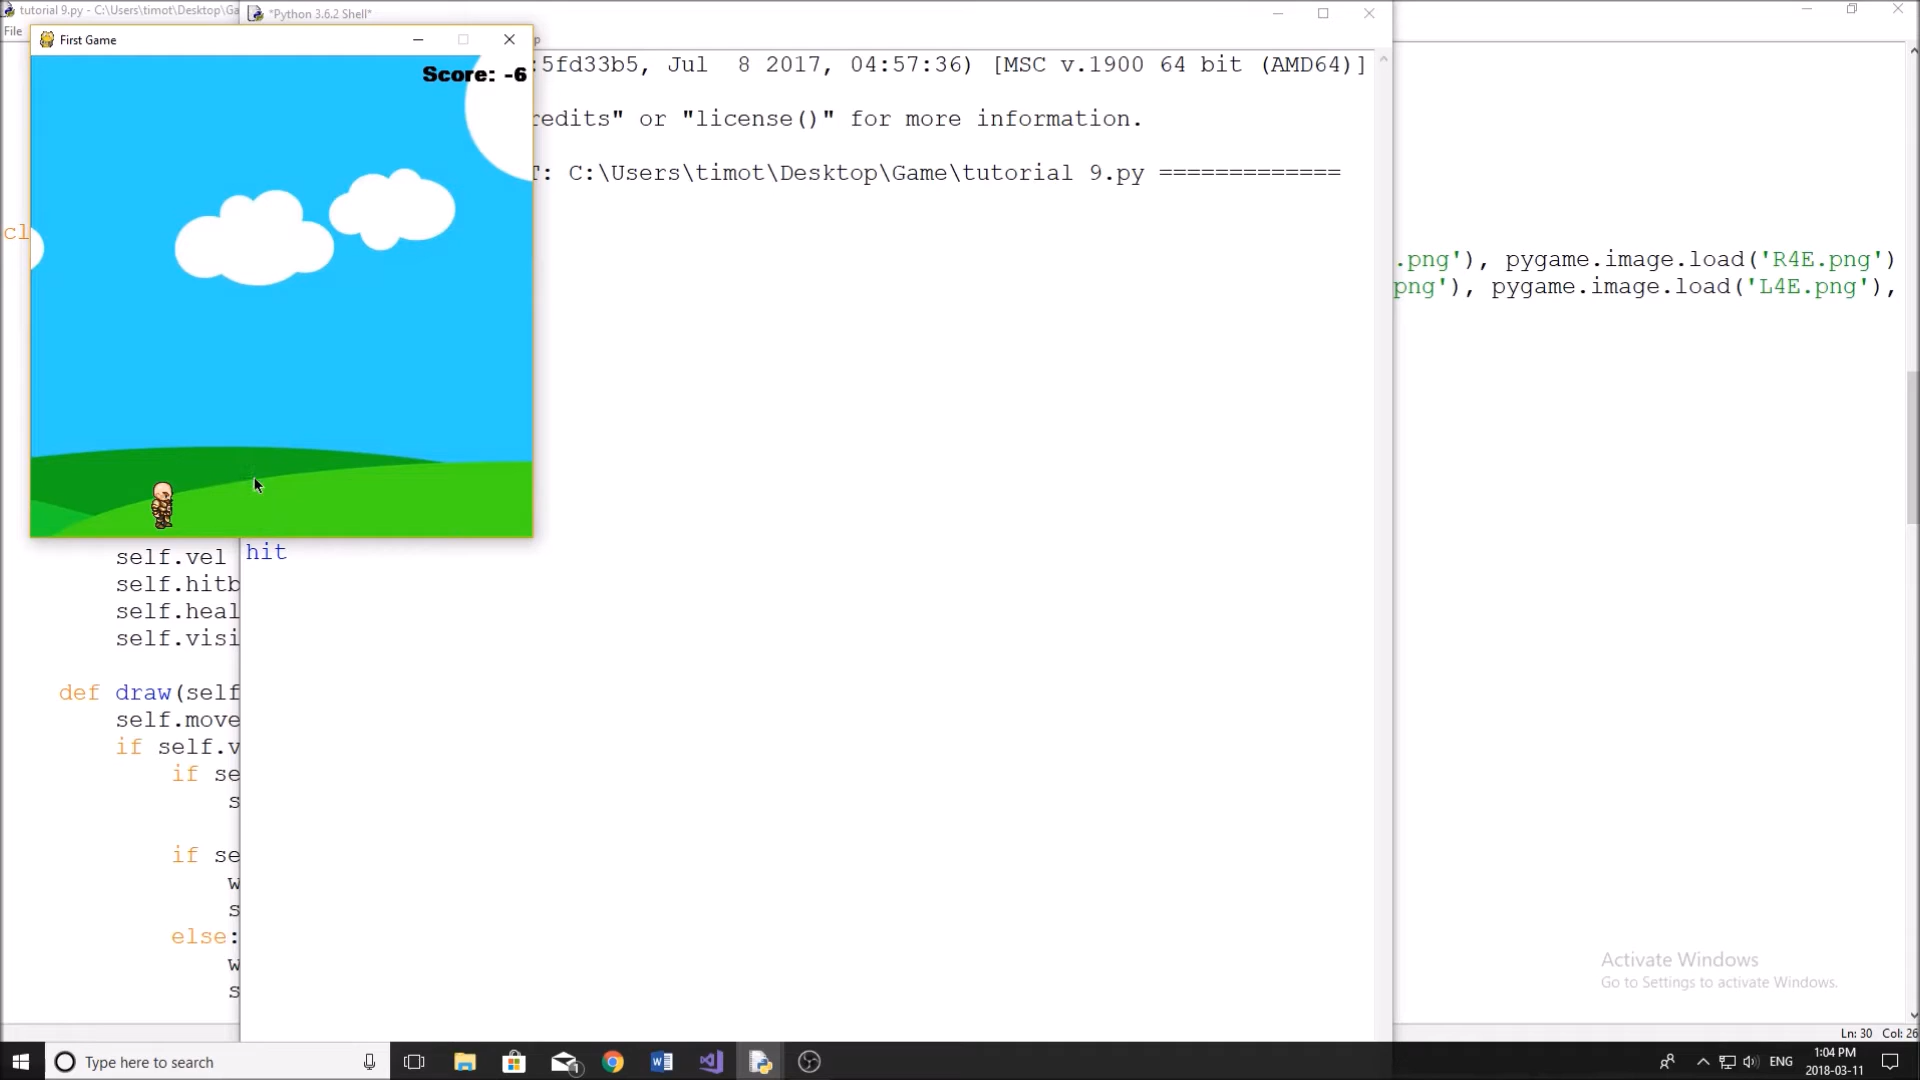 tutorial 9.py - C:\Users\timot\Desktop\Ga
*Python 3.6.2 Shell*
File
First Game
Score: -6
:5fd33b5, Jul  8 2017, 04:57:36) [MSC v.1900 64 bit (AMD64)]
redits" or "license()" for more information.
T: C:\Users\timot\Desktop\Game\tutorial 9.py =============
cl
.png'), pygame.image.load('R4E.png')
png'), pygame.image.load('L4E.png'),
hit
self.vel
self.hitb
self.heal
self.visi
def draw(self
self.move
if self.v
if se
s
if se
w
s
else:
w
s
Activate Windows
Go to Settings to activate Windows.
Ln: 30 Col: 26
Type here to search
1
ENG
1:04 PM
2018-03-11